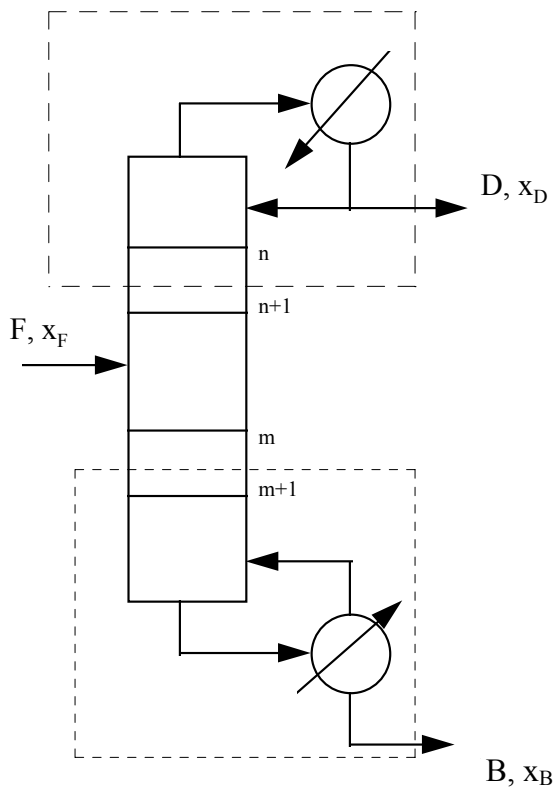 D, x_D
n
n+1
F, x_F
m
m+1
B, x_B